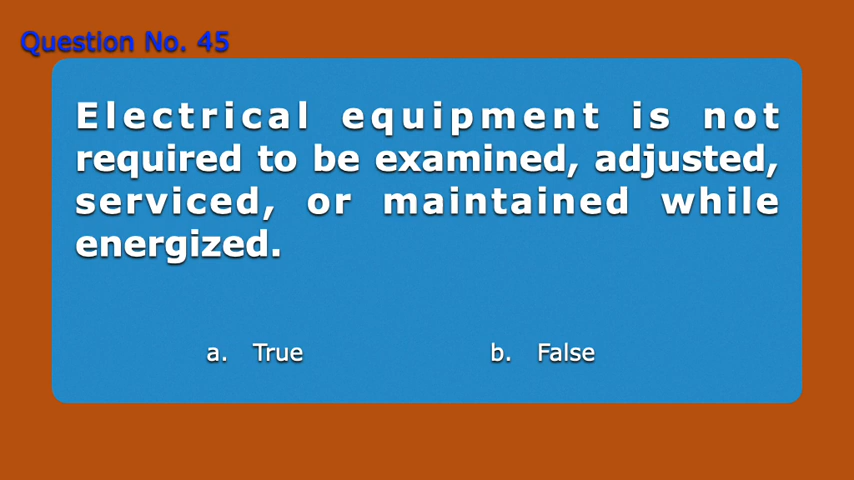 Question No. 45
Electrical equipment is not
required to be examined, adjusted,
serviced, or maintained while
energized.
a. True b. False